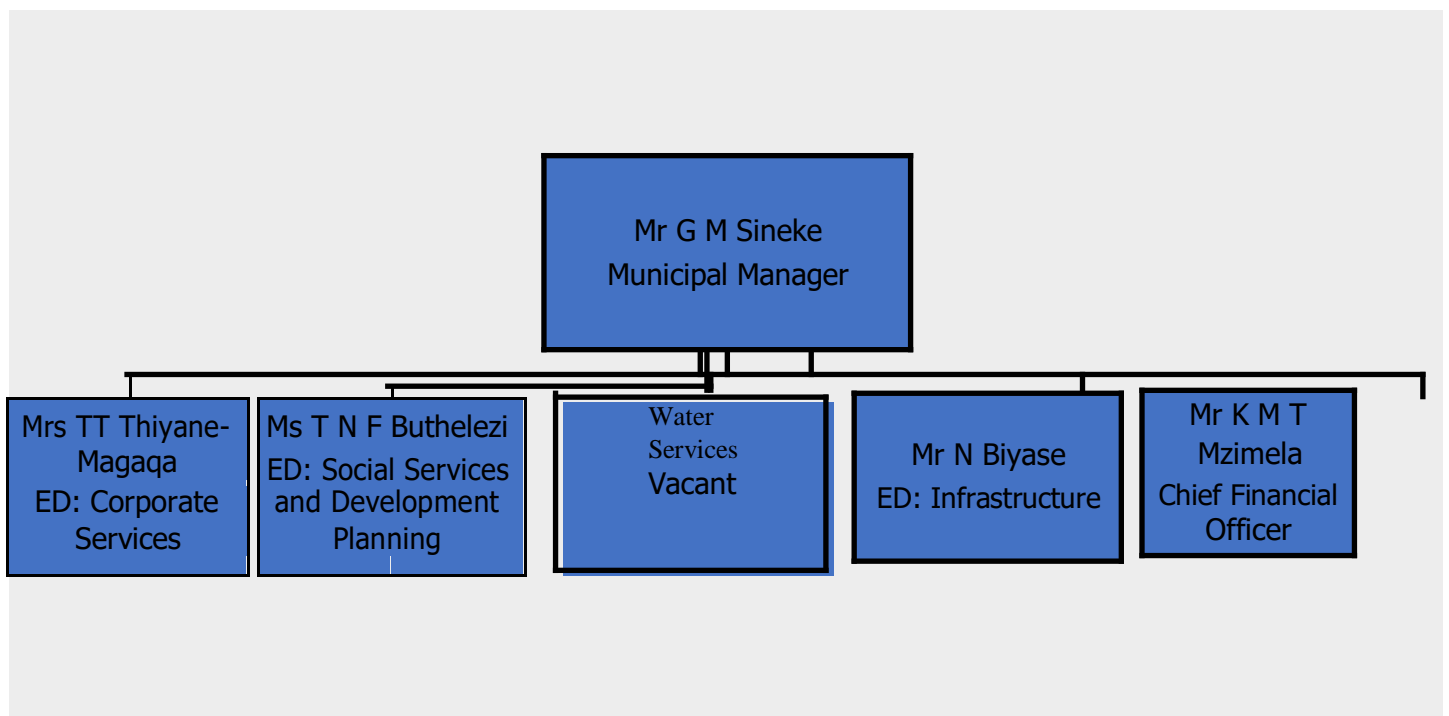 Mr G M Sineke
Municipal Manager
Mrs TT Thiyane-
Magaqa
ED: Corporate
Services
Ms T N F Buthelezi
ED: Social Services
and Development
Planning
Water
Services
Vacant
Mr N Biyase
ED: Infrastructure
Mr K M T
Mzimela
Chief Financial
Officer